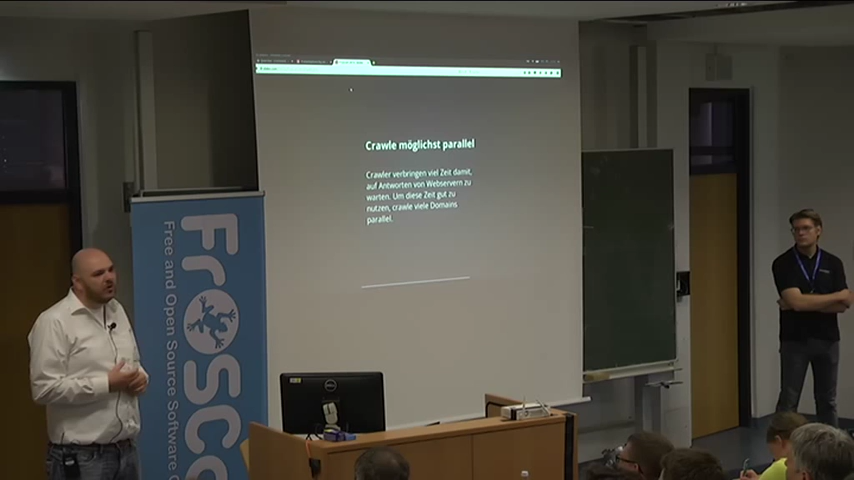 Crawle möglichst parallel
Crawler verbringen viel Zeit damit,
auf Antworten von Webservern zu
warten. Um diese Zeit gut zu
nutzen, crawle viele Domains
parallel.
FrOSCo
Free and Open Source Software